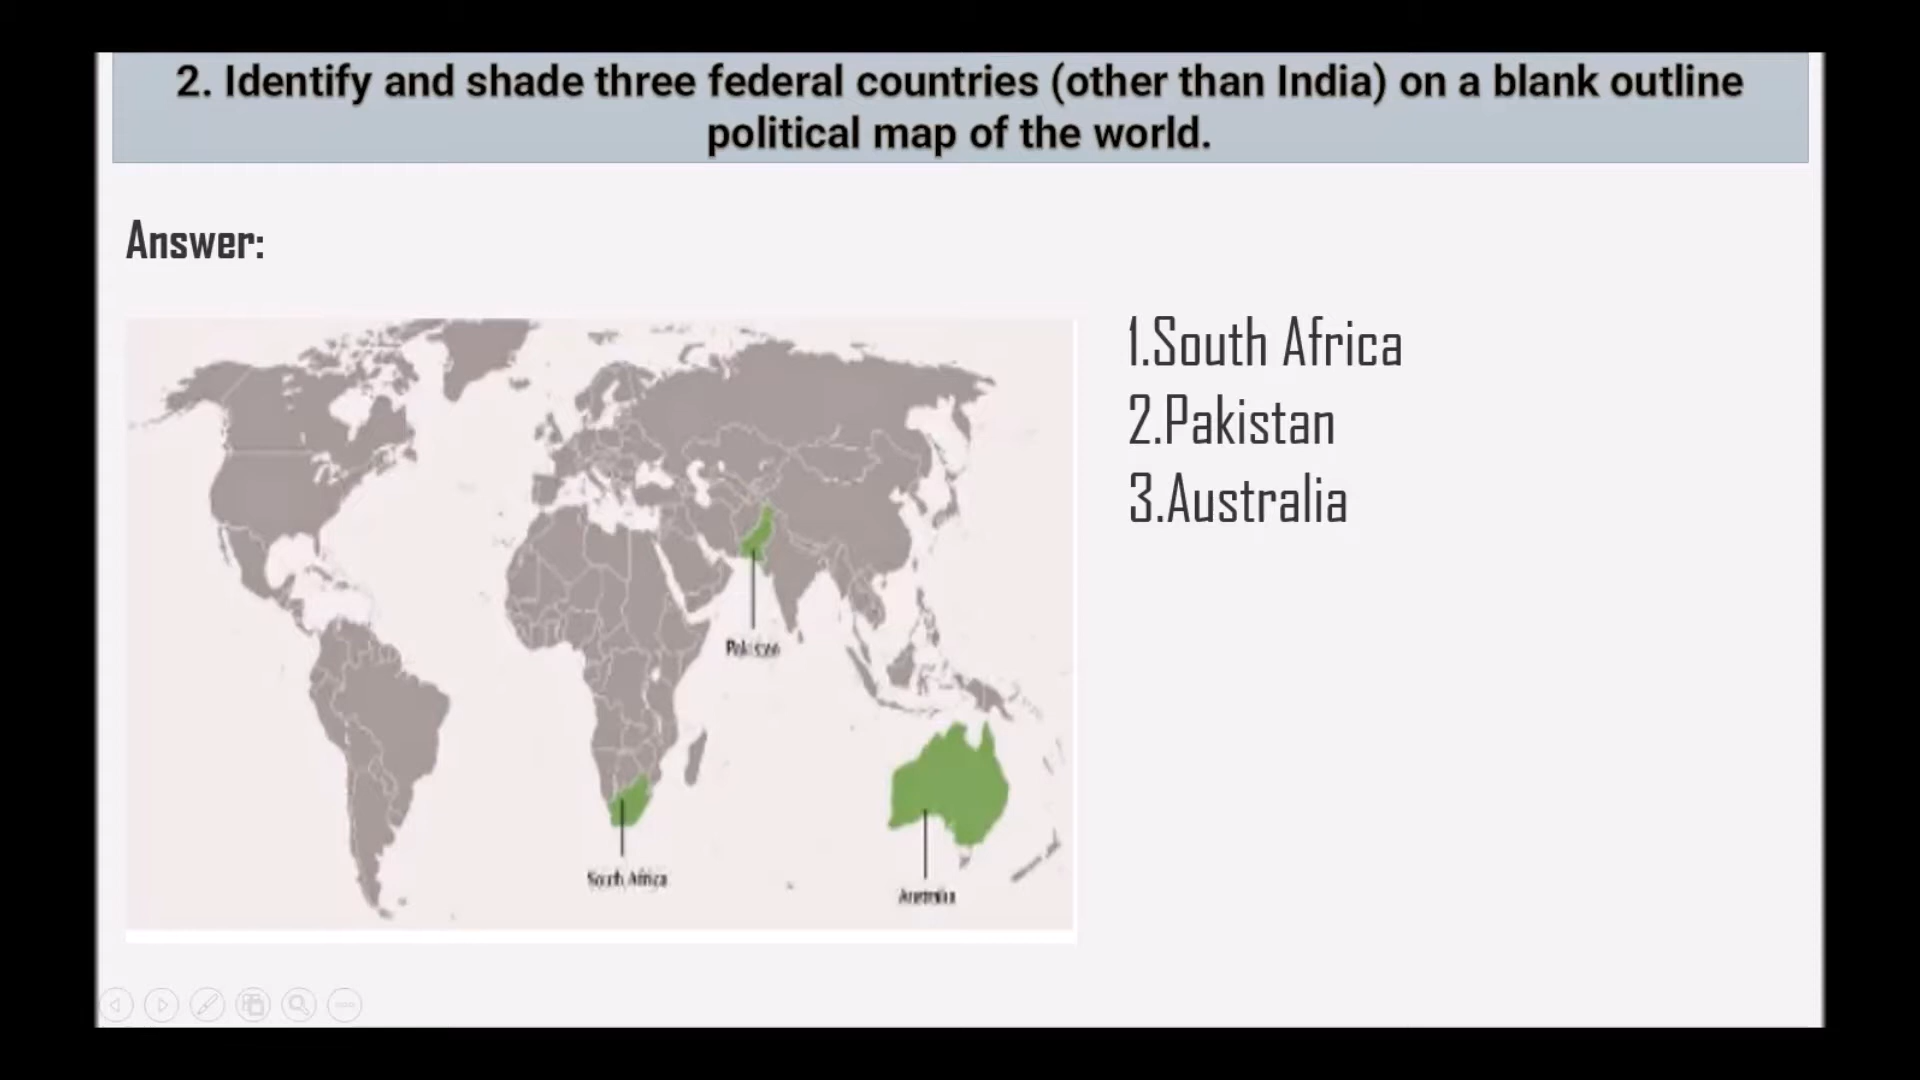 2. Identify and shade three federal countries (other than India) on a blank outline
political map of the world.
Answer:
1.South Africa
2.Pakistan
3.Australia
Pakistan
South Africa
Australia